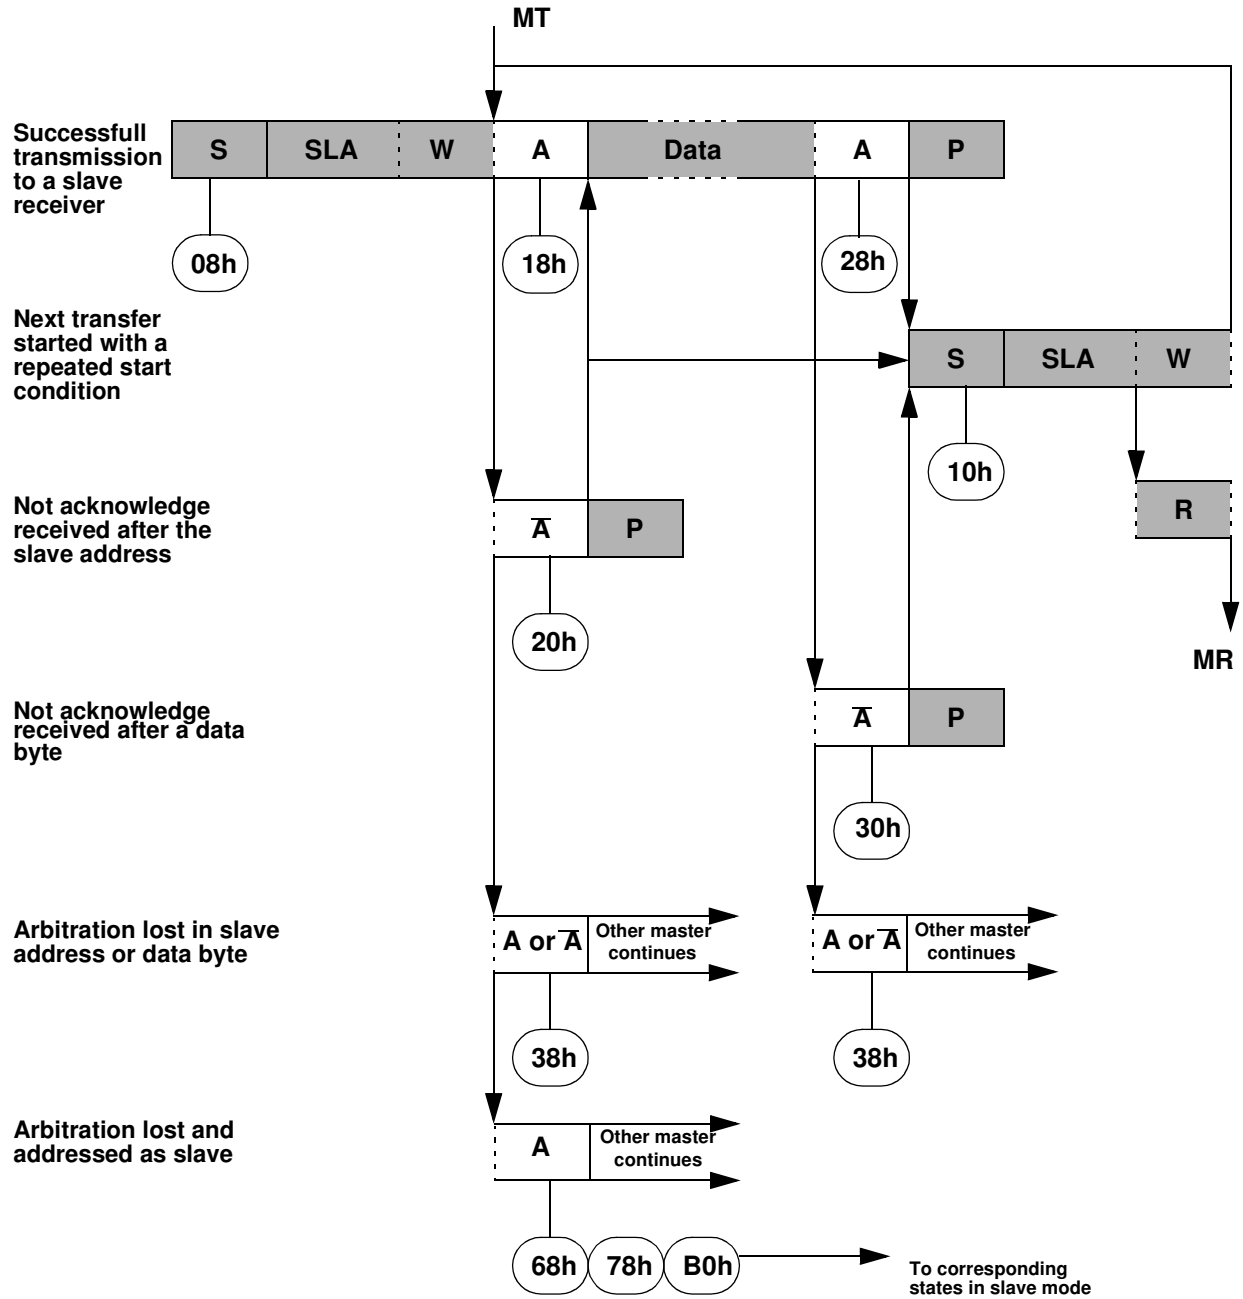 MT
Successfull
transmission
to a slave
receiver
S SLA W A Data A P
08h 18h 28h
Next transfer
started with a
repeated start
condition
S SLA W
10h
Not acknowledge
received after the
slave address
A̅ P
R
20h
MR
Not acknowledge
received after a data
byte
A̅ P
30h
Arbitration lost in slave
address or data byte
A or A̅
Other master
continues
A or A̅
Other master
continues
38h 38h
Arbitration lost and
addressed as slave
A
Other master
continues
68h 78h B0h
To corresponding
states in slave mode